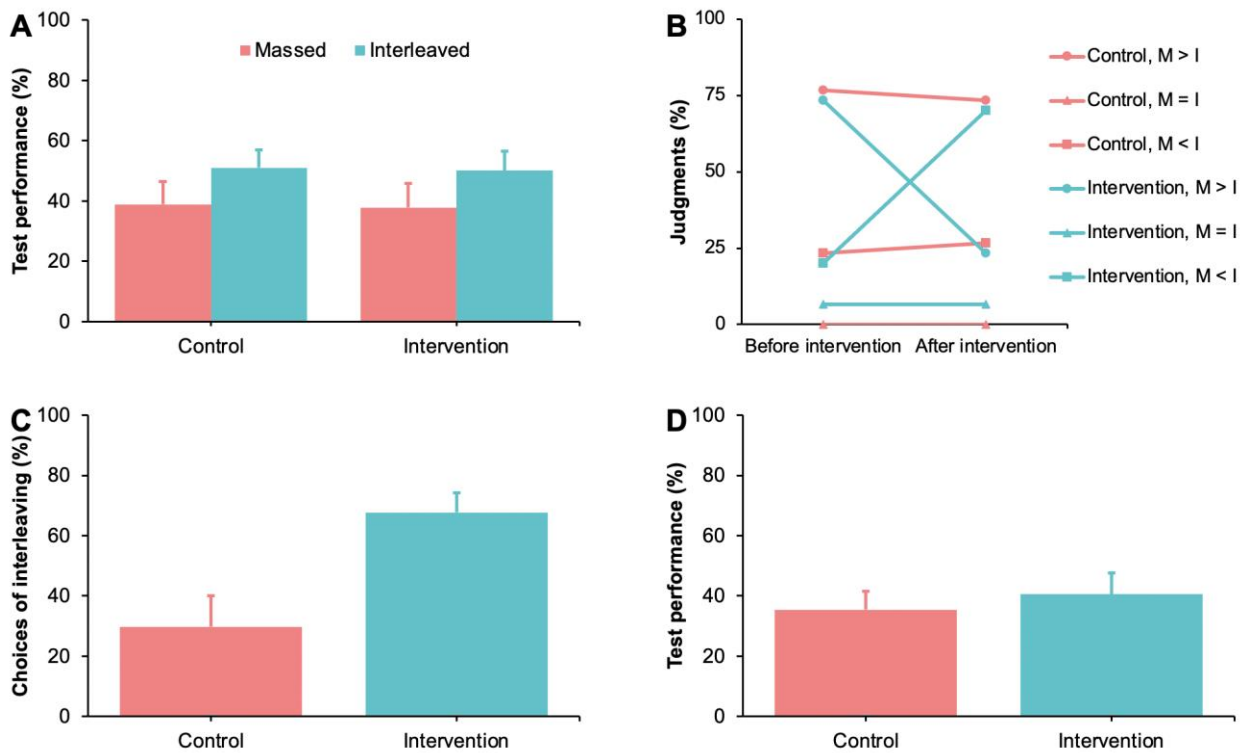 A
Test performance (%)
100
80
60
40
20
0
Massed
Interleaved
Control
Intervention
B
Judgments (%)
100
75
50
25
0
Before intervention
After intervention
Control, M > I
Control, M = I
Control, M < I
Intervention, M > I
Intervention, M = I
Intervention, M < I
C
Choices of interleaving (%)
100
80
60
40
20
0
Control
Intervention
D
Test performance (%)
100
80
60
40
20
0
Control
Intervention